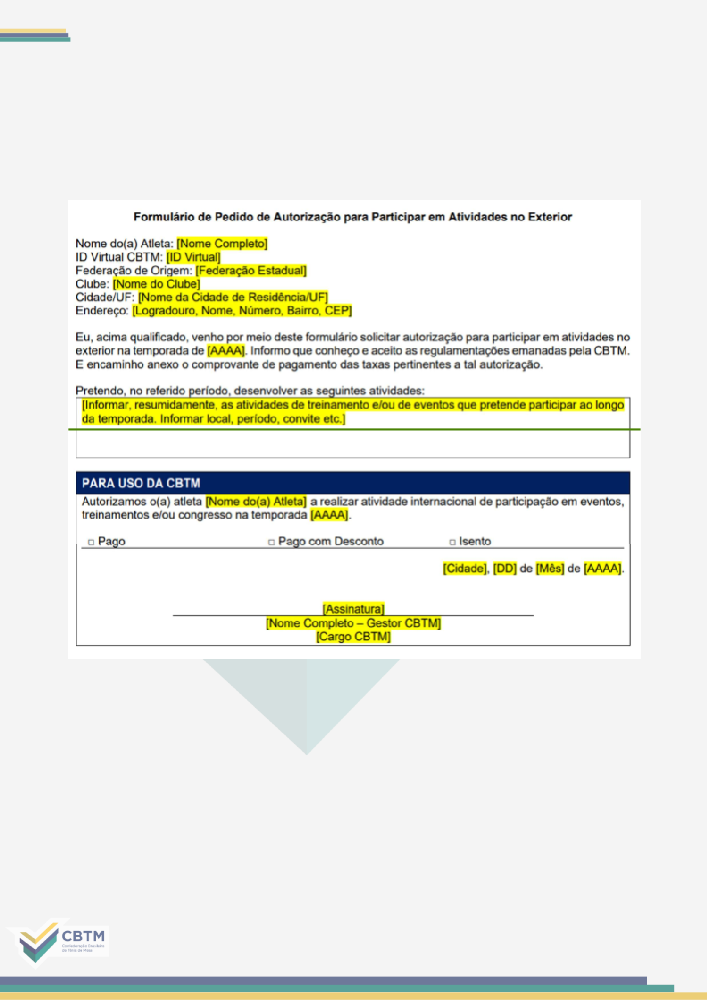 Formulário de Pedido de Autorização para Participar em Atividades no Exterior
Nome do(a) Atleta: [Nome Completo]
ID Virtual CBTM: [ID Virtual]
Federação de Origem: [Federação Estadual]
Clube: [Nome do Clube]
Cidade/UF: [Nome da Cidade de Residência/UF]
Endereço: [Logradouro, Nome, Número, Bairro, CEP]
Eu, acima qualificado, venho por meio deste formulário solicitar autorização para participar em atividades no
exterior na temporada de [AAAA]. Informo que conheço e aceito as regulamentações emanadas pela CBTM.
E encaminho anexo o comprovante de pagamento das taxas pertinentes a tal autorização.
Pretendo, no referido período, desenvolver as seguintes atividades:
[Informar, resumidamente, as atividades de treinamento e/ou de eventos que pretende participar ao longo
da temporada. Informar local, período, convite etc.]
PARA USO DA CBTM
Autorizamos o(a) atleta [Nome do(a) Atleta] a realizar atividade internacional de participação em eventos,
treinamentos e/ou congresso na temporada [AAAA].
□ Pago □ Pago com Desconto □ Isento
[Cidade], [DD] de [Mês] de [AAAA].
[Assinatura]
[Nome Completo – Gestor CBTM]
[Cargo CBTM]
CBTM
Confederação Brasileira
de Tênis de Mesa